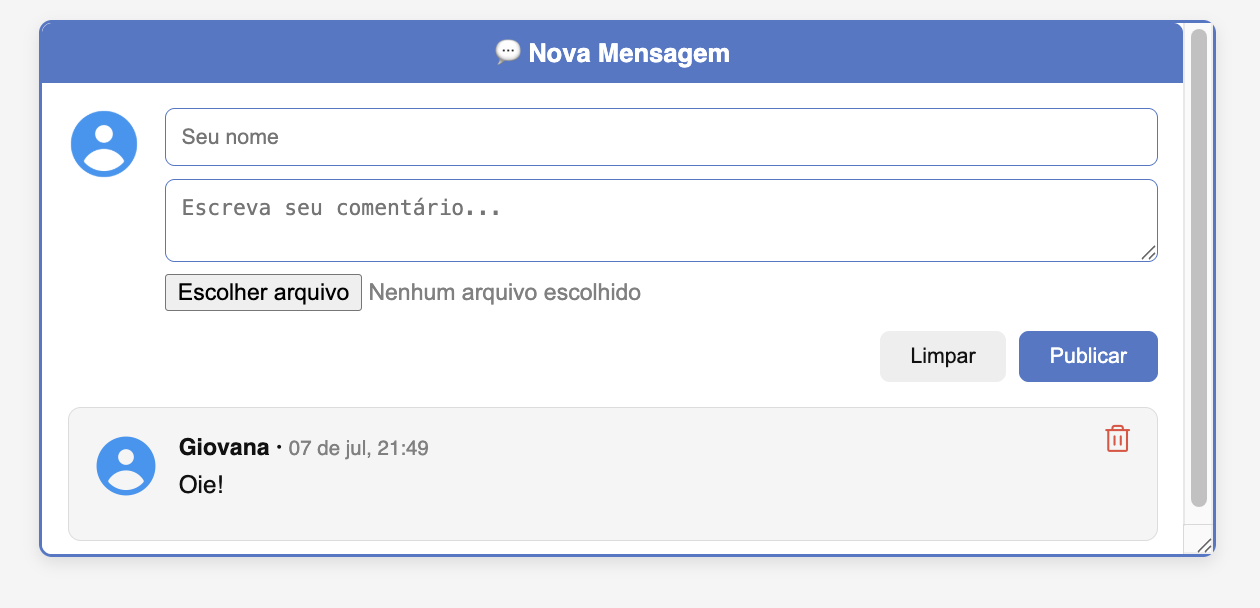 💬 Nova Mensagem
Seu nome
Escreva seu comentário...
Escolher arquivo Nenhum arquivo escolhido
Limpar Publicar
Giovana · 07 de jul, 21:49
Oie!